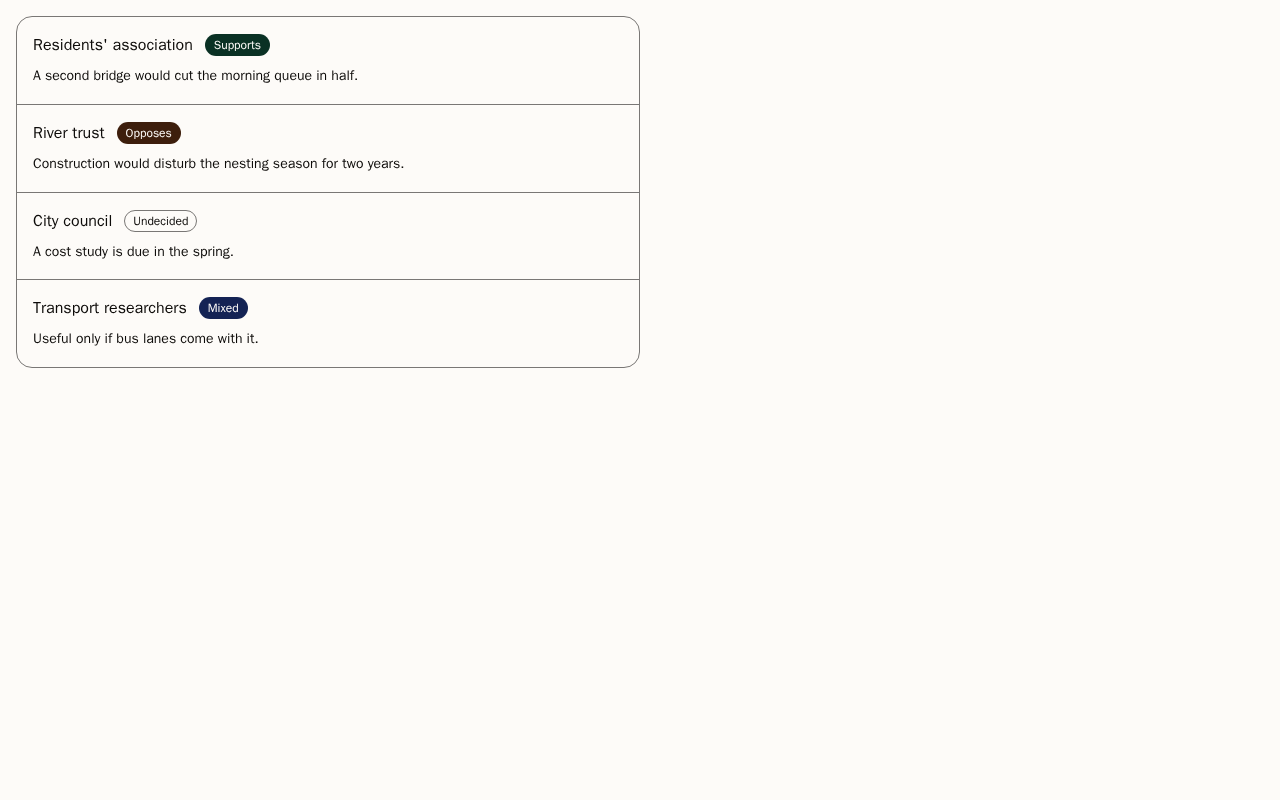 Residents' association Supports
A second bridge would cut the morning queue in half.
River trust Opposes
Construction would disturb the nesting season for two years.
City council Undecided
A cost study is due in the spring.
Transport researchers Mixed
Useful only if bus lanes come with it.